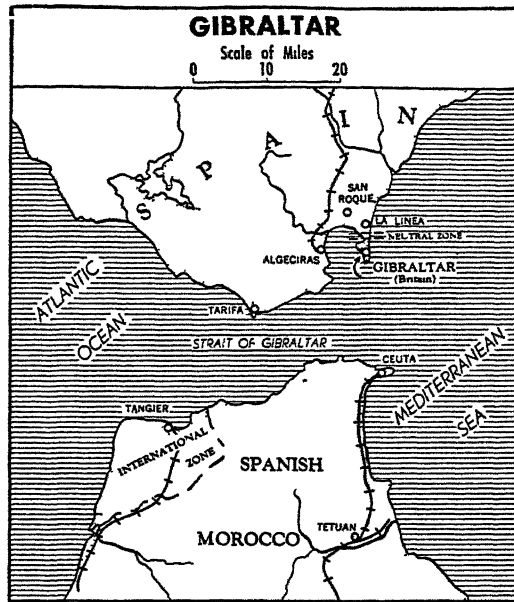 GIBRALTAR
Scale of Miles
0 10 20
S P A I N
SAN ROQUE
LA LINEA
NEUTRAL ZONE
ALGECIRAS
GIBRALTAR
(Britain)
ATLANTIC
OCEAN
TARIFA
STRAIT OF GIBRALTAR
CEUTA
MEDITERRANEAN
SEA
TANGIER
INTERNATIONAL
ZONE
SPANISH
MOROCCO
TETUAN